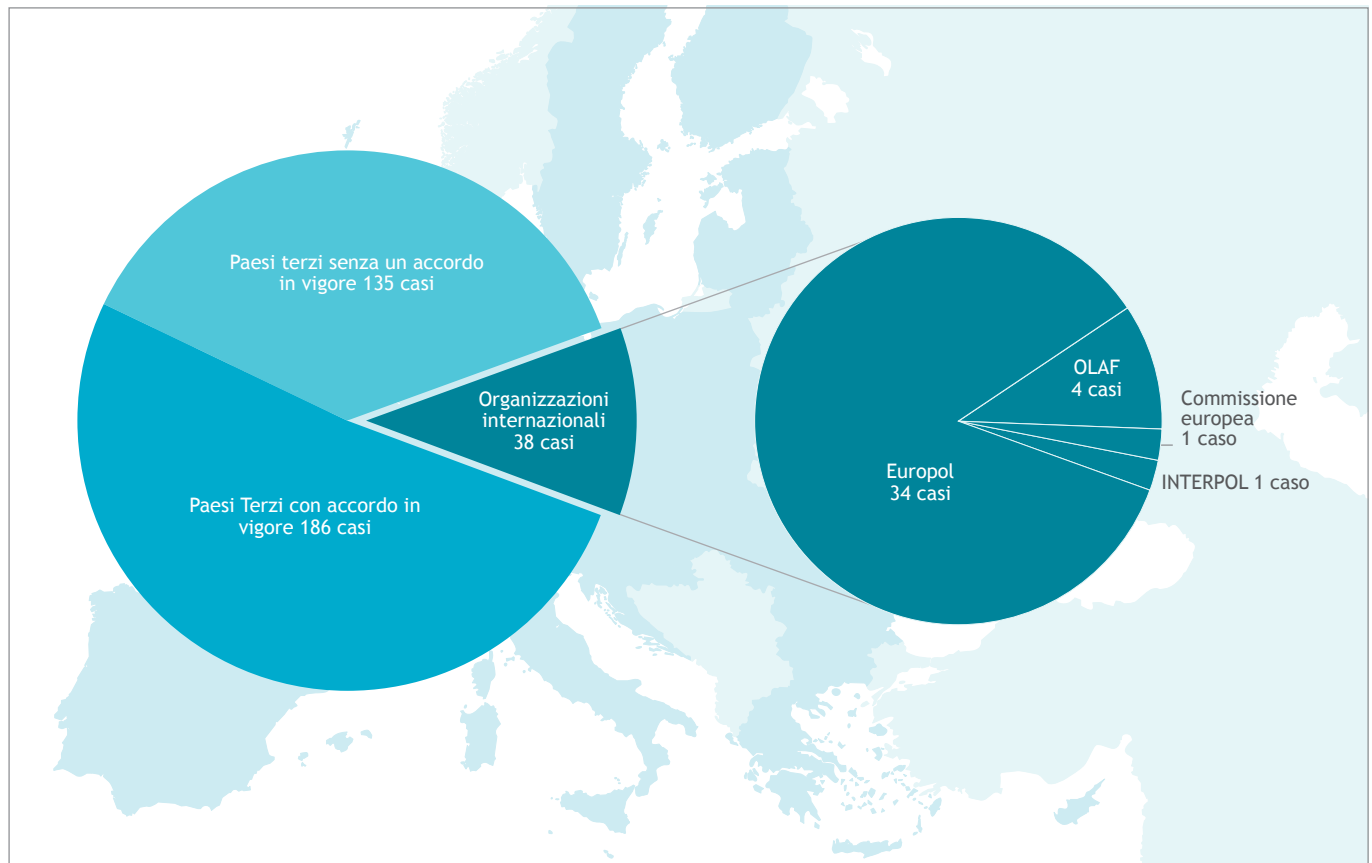 Paesi terzi senza un accordo
in vigore 135 casi
Organizzazioni
internazionali
38 casi
Paesi Terzi con accordo in
vigore 186 casi
OLAF
4 casi
Commissione
europea
1 caso
Europol
34 casi
INTERPOL 1 caso